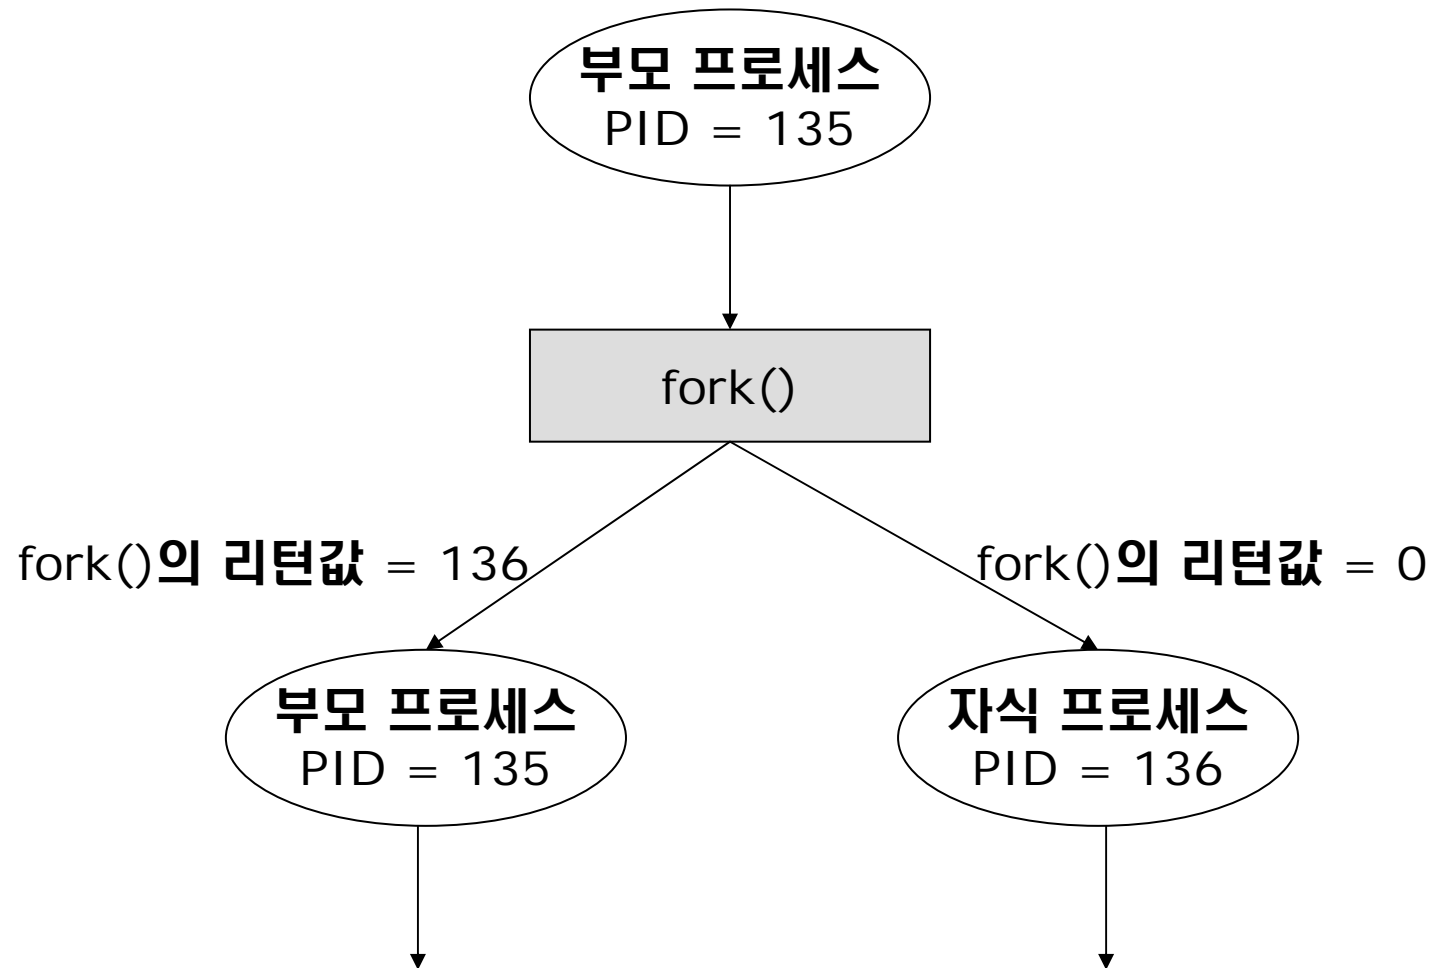 부모 프로세스
PID = 135
fork()
fork()의 리턴값 = 136
fork()의 리턴값 = 0
부모 프로세스
PID = 135
자식 프로세스
PID = 136